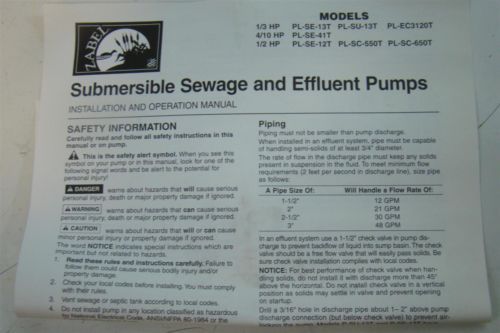 MODELS
1/3 HP PL-SE-13T PL-SU-13T PL-EC3120T
4/10 HP PL-SE-41T
1/2 HP PL-SE-12T PL-SC-550T PL-SC-650T
ZABEL
Submersible Sewage and Effluent Pumps
INSTALLATION AND OPERATION MANUAL
SAFETY INFORMATION
Carefully read and follow all safety instructions in this
manual or on pump.
This is the safety alert symbol. When you see this
symbol on your pump or in this manual, look for one of the
following signal words and be alert to the potential for
personal injury!
DANGER warns about hazards that will cause serious
personal injury, death or major property damage if ignored.
WARNING warns about hazards that can cause serious
personal injury, death or major property damage if ignored.
CAUTION warns about hazards that will or can cause
minor personal injury or property damage if ignored.
The word NOTICE indicates special instructions which are
important but not related to hazards.
1. Read these rules and instructions carefully. Failure to
follow them could cause serious bodily injury and/or
property damage.
2. Check your local codes before installing. You must comply
with their rules.
3. Vent sewage or septic tank according to local codes.
4. Do not install pump in any location classified as hazardous
by National Electrical Code, ANSI/NFPA 80-1984 or the
Piping
Piping must not be smaller than pump discharge.
When installed in an effluent system, pipe must be capable
of handling semi-solids of at least 3/4" diameter.
The rate of flow in the discharge pipe must keep any solids
present in suspension in the fluid. To meet minimum flow
requirements (2 feet per second in discharge line), size pipe
as follows:
A Pipe Size Of: Will Handle a Flow Rate Of:
1-1/2" 12 GPM
2" 21 GPM
2-1/2" 30 GPM
3" 48 GPM
In an effluent system use a 1-1/2" check valve in pump dis-
charge to prevent backflow of liquid into sump basin. The check
valve should be a free flow valve that will easily pass solids. Be
sure check valve installation complies with local codes.
NOTICE: For best performance of check valve when han-
dling solids, do not install it with discharge more than 45°
above the horizontal. Do not install check valve in a vertical
position as solids may settle in valve and prevent opening
on startup.
Drill a 3/16" hole in discharge pipe about 1– 2" above pump
discharge connection (but below check valve) to prevent air-